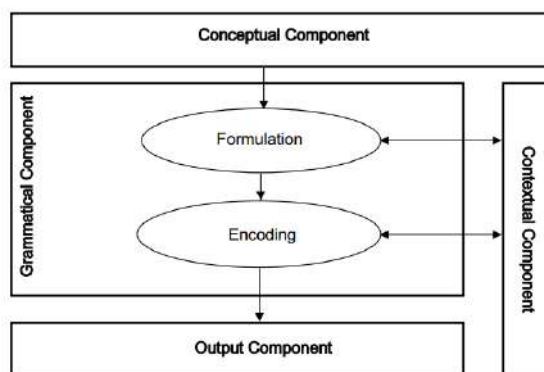 Conceptual Component
Grammatical Component
Formulation
Encoding
Contextual Component
Output Component